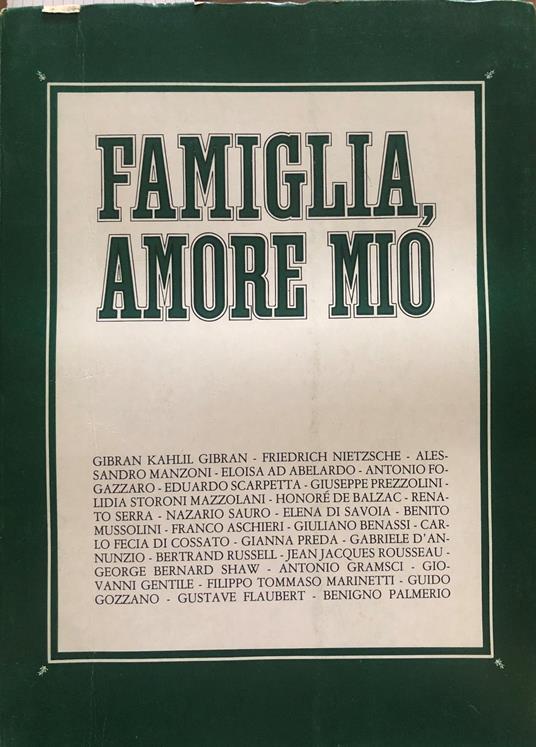 FAMIGLIA,
AMORE MIO
GIBRAN KAHLIL GIBRAN - FRIEDRICH NIETZSCHE - ALES-
SANDRO MANZONI - ELOISA AD ABELARDO - ANTONIO FO-
GAZZARO - EDUARDO SCARPETTA - GIUSEPPE PREZZOLINI
LIDIA STORONI MAZZOLANI - HONORÉ DE BALZAC - RENA-
TO SERRA - NAZARIO SAURO - ELENA DI SAVOIA - BENITO
MUSSOLINI - FRANCO ASCHIERI - GIULIANO BENASSI - CAR-
LO FECIA DI COSSATO - GIANNA PREDA - GABRIELE D'AN-
NUNZIO - BERTRAND RUSSELL - JEAN JACQUES ROUSSEAU -
GEORGE BERNARD SHAW - ANTONIO GRAMSCI - GIO-
VANNI GENTILE - FILIPPO TOMMASO MARINETTI - GUIDO
GOZZANO - GUSTAVE FLAUBERT - BENIGNO PALMERIO